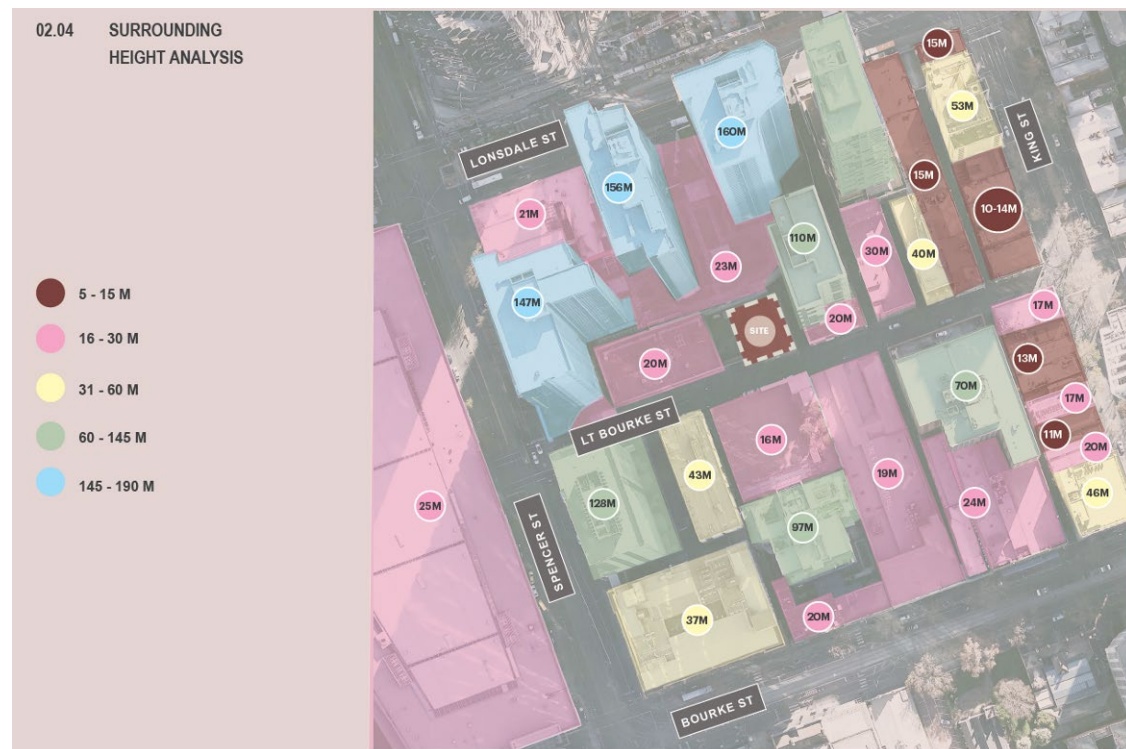 02.04 SURROUNDING
HEIGHT ANALYSIS
5 - 15 M
16 - 30 M
31 - 60 M
60 - 145 M
145 - 190 M
15M
53M
KING ST
160M
LONSDALE ST
156M
15M
10-14M
21M
110M
30M
40M
23M
147M
17M
20M
SITE
13M
20M
70M
17M
LT BOURKE ST
16M
11M
20M
43M
19M
46M
25M
128M
24M
97M
SPENCER ST
37M
20M
BOURKE ST